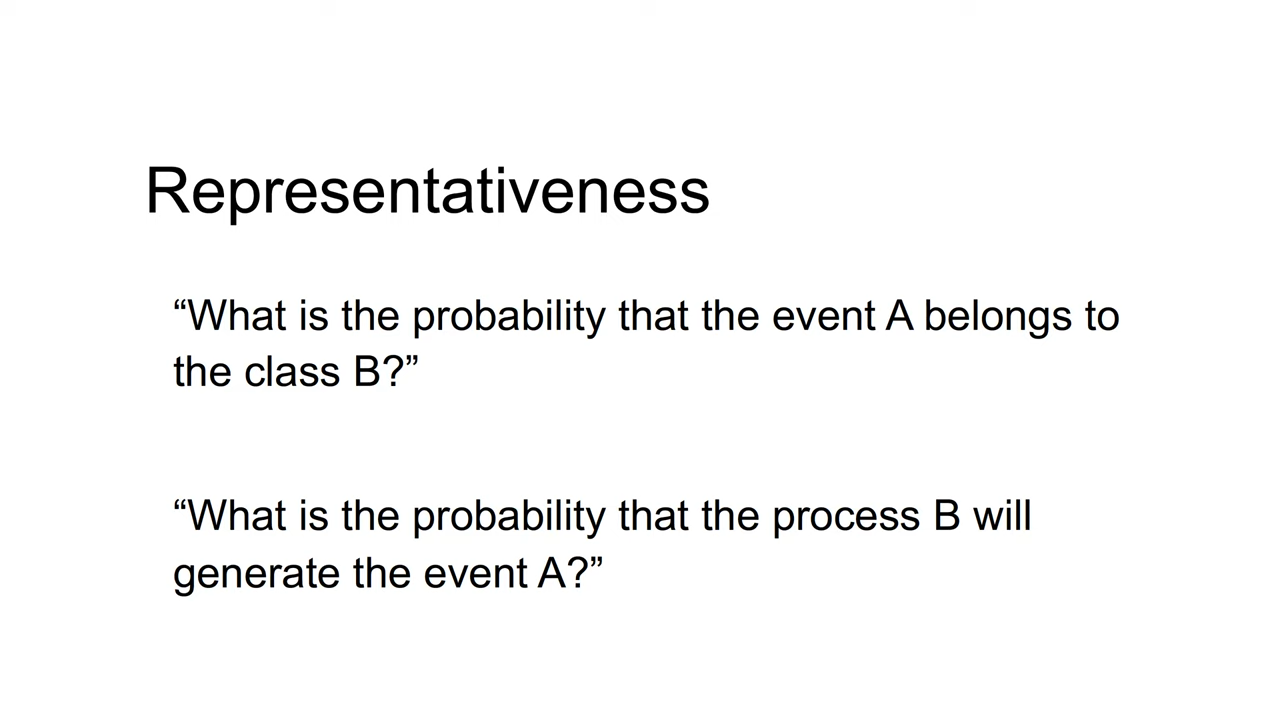 Representativeness
“What is the probability that the event A belongs to
the class B?”
“What is the probability that the process B will
generate the event A?”